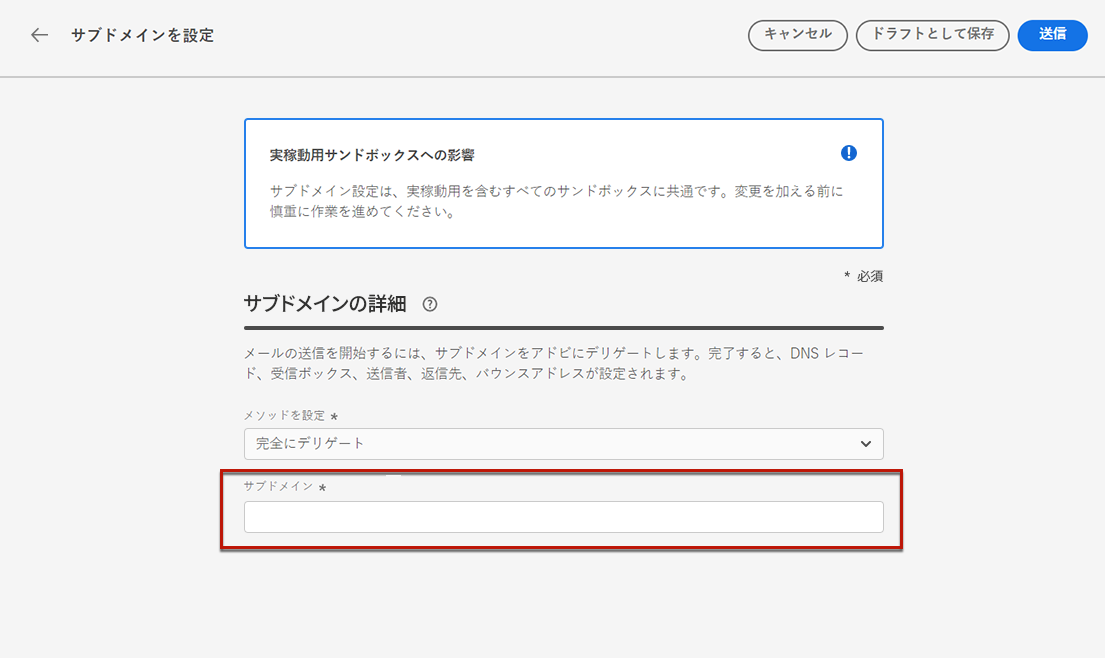 サブドメインを設定
キャンセル
ドラフトとして保存
送信
実稼動用サンドボックスへの影響
サブドメイン設定は、実稼動用を含むすべてのサンドボックスに共通です。変更を加える前に
慎重に作業を進めてください。
* 必須
サブドメインの詳細
メールの送信を開始するには、サブドメインをアドビにデリゲートします。完了すると、DNS レコー
ド、受信ボックス、送信者、返信先、バウンスアドレスが設定されます。
メソッドを設定 *
完全にデリゲート
サブドメイン *